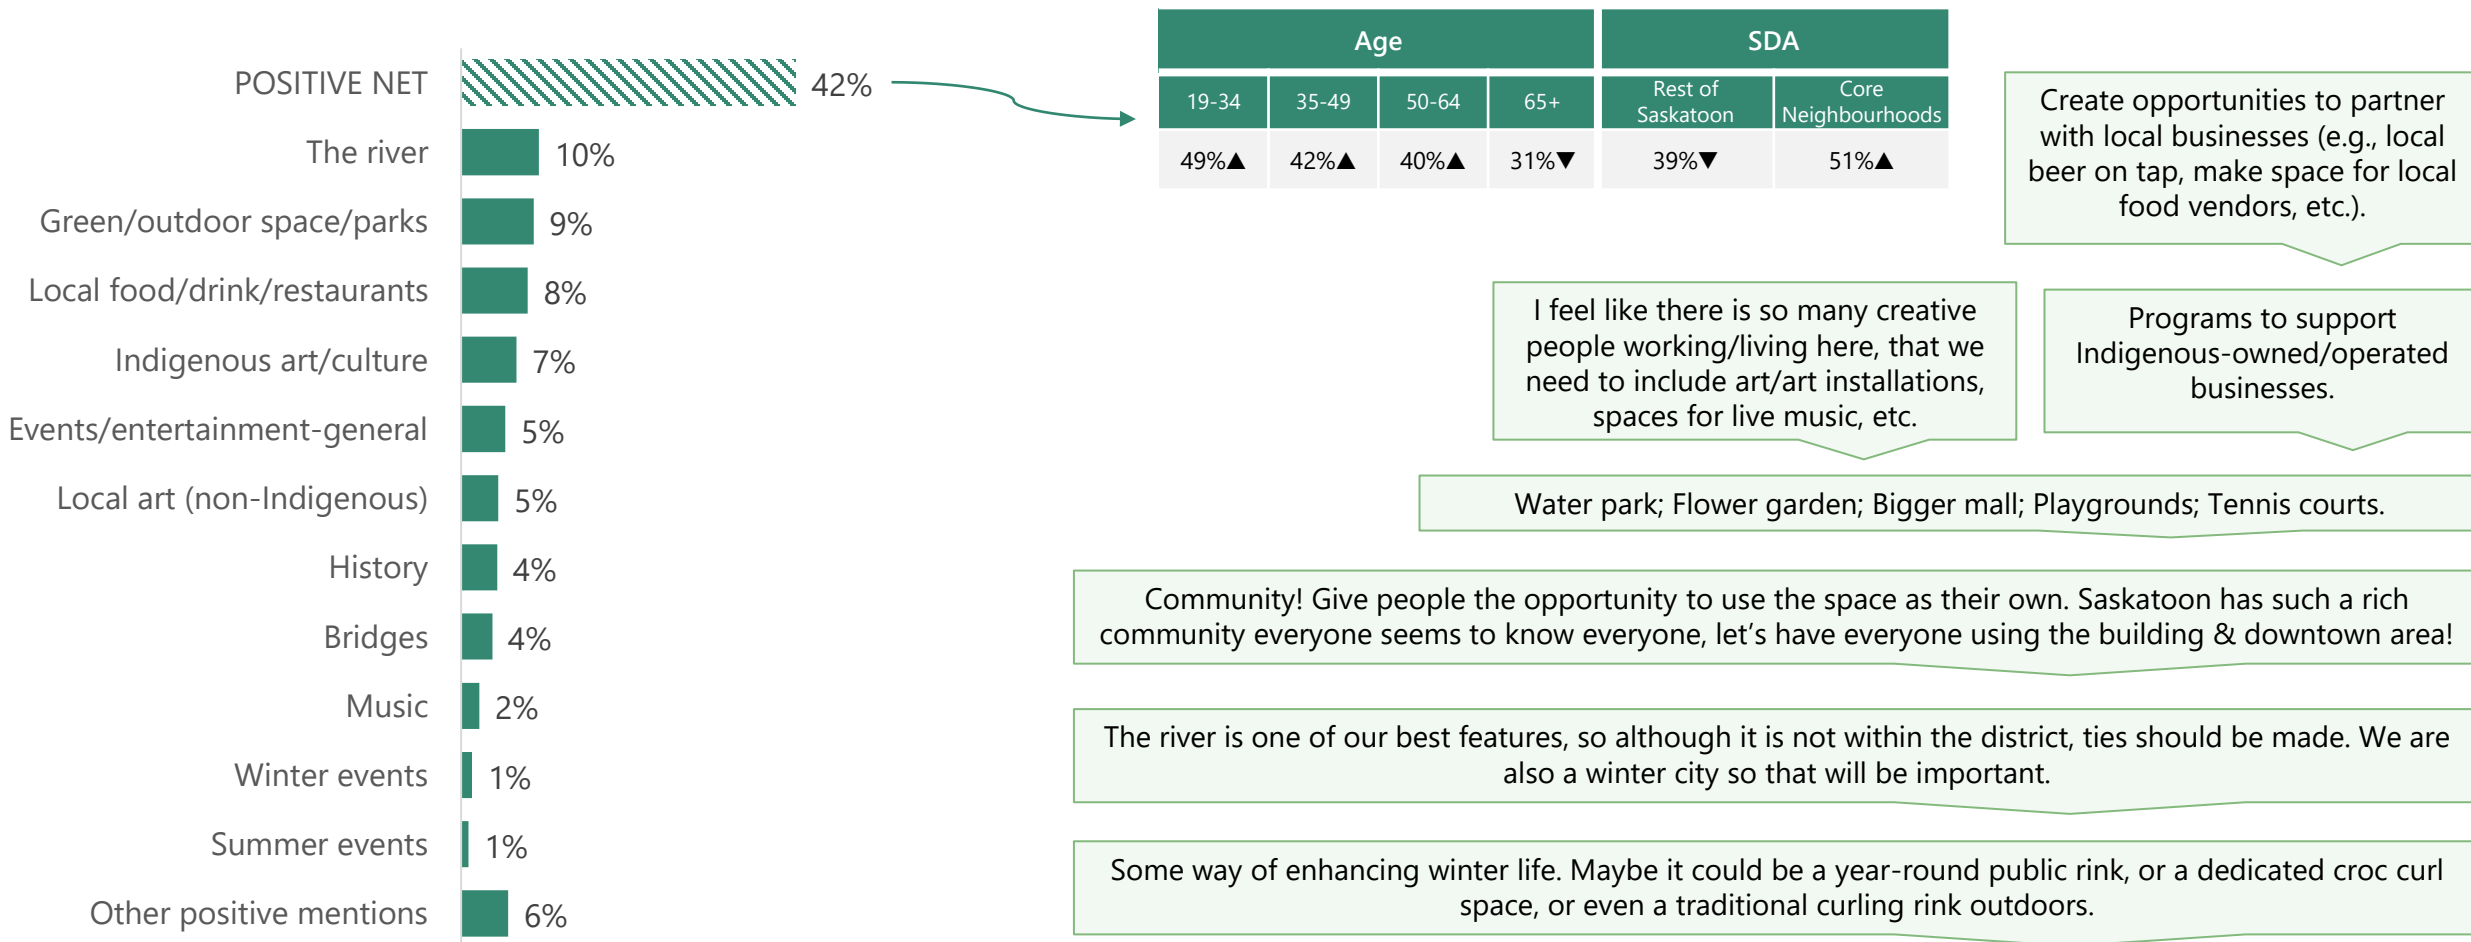 POSITIVE NET 42%
The river 10%
Green/outdoor space/parks 9%
Local food/drink/restaurants 8%
Indigenous art/culture 7%
Events/entertainment-general 5%
Local art (non-Indigenous) 5%
History 4%
Bridges 4%
Music 2%
Winter events 1%
Summer events 1%
Other positive mentions 6%
Age SDA
19-34 35-49 50-64 65+ Rest of Saskatoon Core Neighbourhoods
49%▲ 42%▲ 40%▲ 31%▼ 39%▼ 51%▲
Create opportunities to partner
with local businesses (e.g., local
beer on tap, make space for local
food vendors, etc.).
I feel like there is so many creative
people working/living here, that we
need to include art/art installations,
spaces for live music, etc.
Programs to support
Indigenous-owned/operated
businesses.
Water park; Flower garden; Bigger mall; Playgrounds; Tennis courts.
Community! Give people the opportunity to use the space as their own. Saskatoon has such a rich
community everyone seems to know everyone, let’s have everyone using the building & downtown area!
The river is one of our best features, so although it is not within the district, ties should be made. We are
also a winter city so that will be important.
Some way of enhancing winter life. Maybe it could be a year-round public rink, or a dedicated croc curl
space, or even a traditional curling rink outdoors.